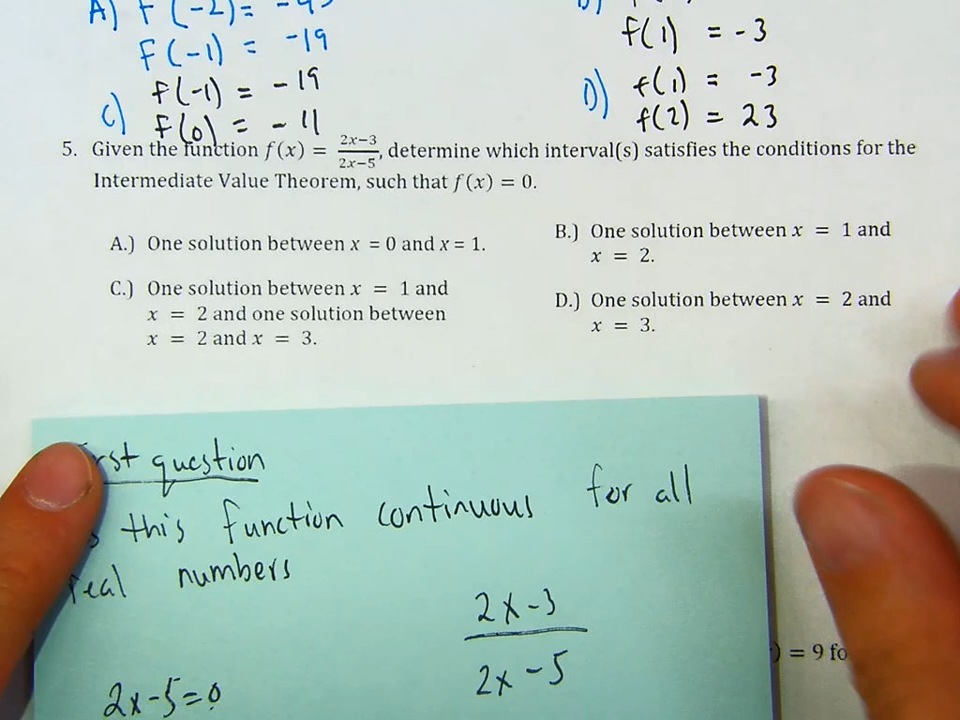 A) f(-2) = -45
f(-1) = -19
f(1) = -3
C) f(-1) = -19
f(0) = -11
D) f(1) = -3
f(2) = 23
5. Given the function f(x) = 2x-3/2x-5, determine which interval(s) satisfies the conditions for the
Intermediate Value Theorem, such that f(x) = 0.
A.) One solution between x = 0 and x = 1.
B.) One solution between x = 1 and
x = 2.
C.) One solution between x = 1 and
x = 2 and one solution between
x = 2 and x = 3.
D.) One solution between x = 2 and
x = 3.
question
this function continuous for all
real numbers
2x-3
2x-5
2x-5=0
) = 9 fo